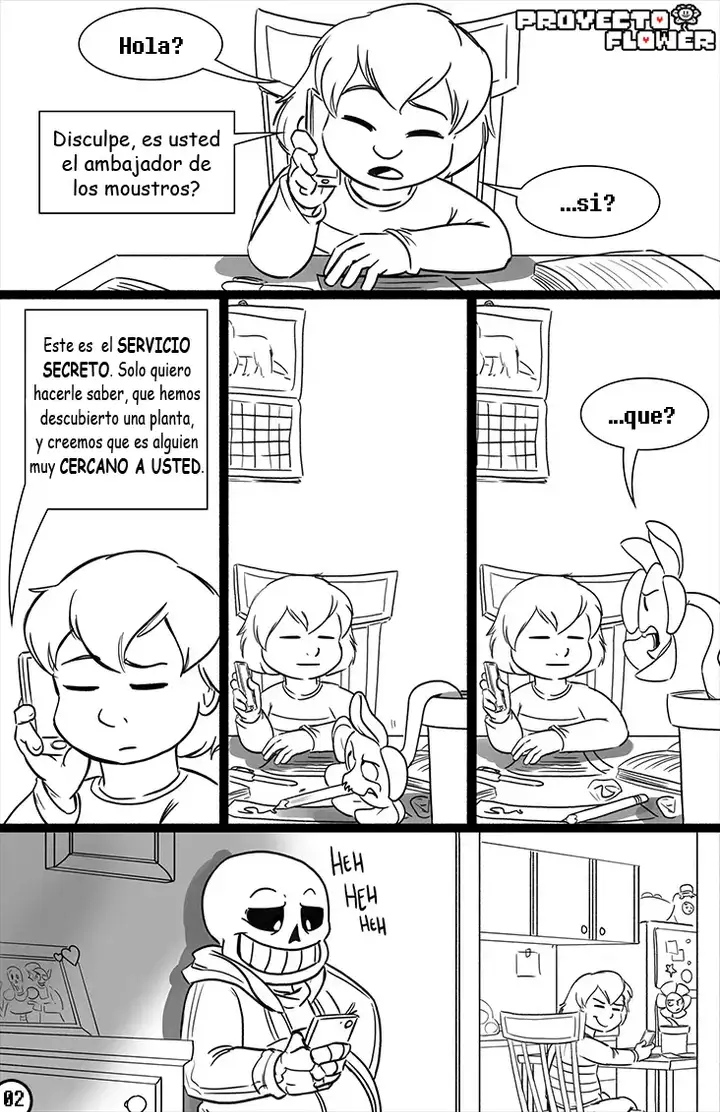 PROYECTO
FLOWER
Hola?
Disculpe, es usted
el ambajador de
los moustros?
...si?
Este es el SERVICIO
SECRETO. Solo quiero
hacerle saber, que hemos
descubierto una planta,
y creemos que es alguien
muy CERCANO A USTED.
...que?
HEH
HEH
HEH
02